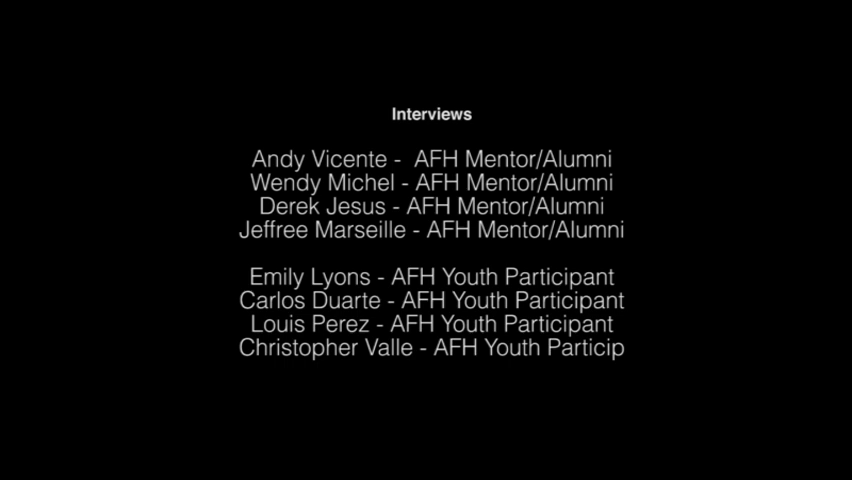 Interviews
Andy Vicente - AFH Mentor/Alumni
Wendy Michel - AFH Mentor/Alumni
Derek Jesus - AFH Mentor/Alumni
Jeffree Marseille - AFH Mentor/Alumni
Emily Lyons - AFH Youth Participant
Carlos Duarte - AFH Youth Participant
Louis Perez - AFH Youth Participant
Christopher Valle - AFH Youth Particip